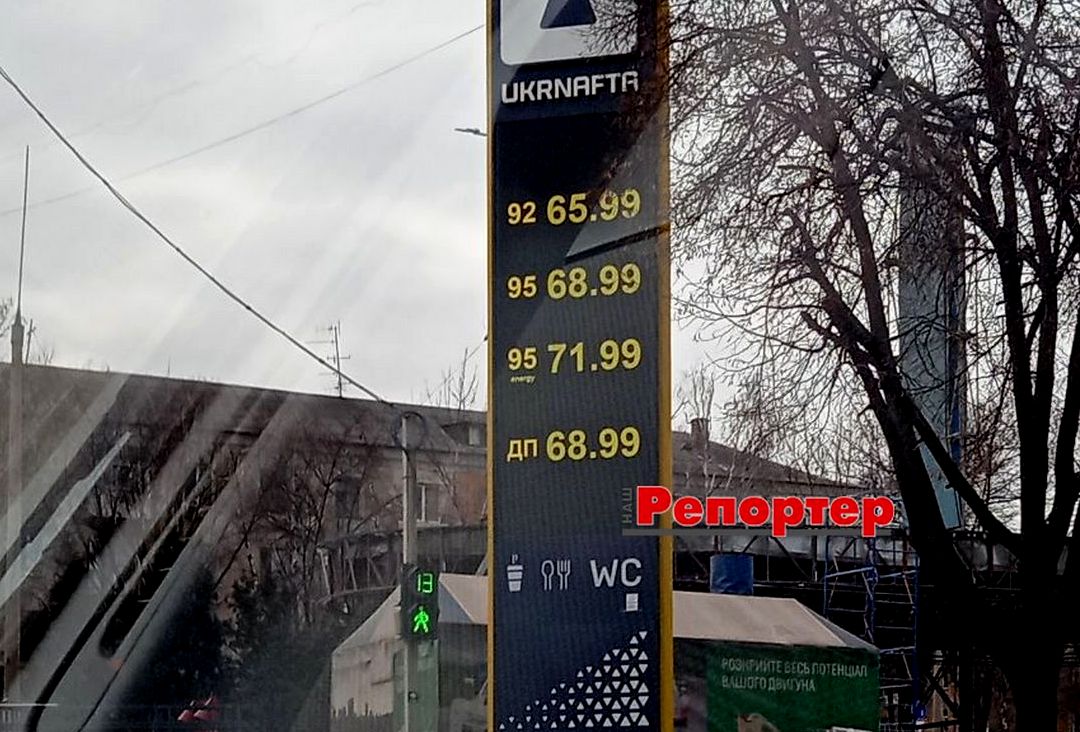 UKRNAFTA
92 65.99
95 68.99
95 71.99
energy
ДП 68.99
НАШ
Репортер
WC
13
РОЗКРИЙТЕ ВЕСЬ ПОТЕНЦІАЛ
ВАШОГО ДВИГУНА